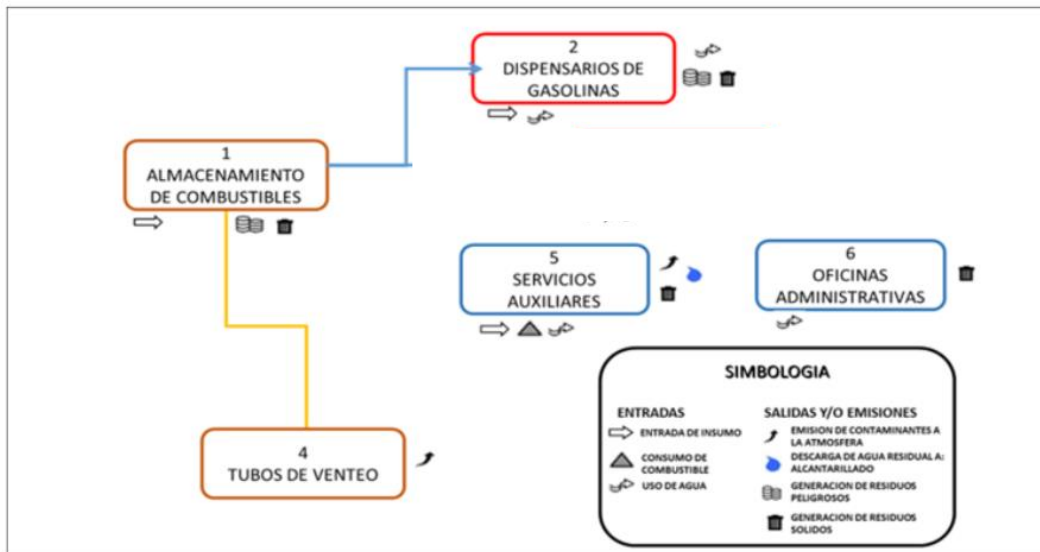 2
DISPENSARIOS DE
GASOLINAS
1
ALMACENAMIENTO
DE COMBUSTIBLES
5
SERVICIOS
AUXILIARES
6
OFICINAS
ADMINISTRATIVAS
4
TUBOS DE VENTEO
SIMBOLOGIA
ENTRADAS
ENTRADA DE INSUMO
CONSUMO DE
COMBUSTIBLE
USO DE AGUA
SALIDAS Y/O EMISIONES
EMISION DE CONTAMINANTES A
LA ATMOSFERA
DESCARGA DE AGUA RESIDUAL A:
ALCANTARILLADO
GENERACION DE RESIDUOS
PELIGROSOS
GENERACION DE RESIDUOS
SOLIDOS